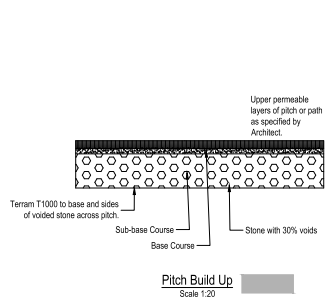 Upper permeable
layers of pitch or path
as specified by
Architect.
Terram T1000 to base and sides
of voided stone across pitch.
Sub-base Course
Stone with 30% voids
Base Course
Pitch Build Up
Scale 1:20